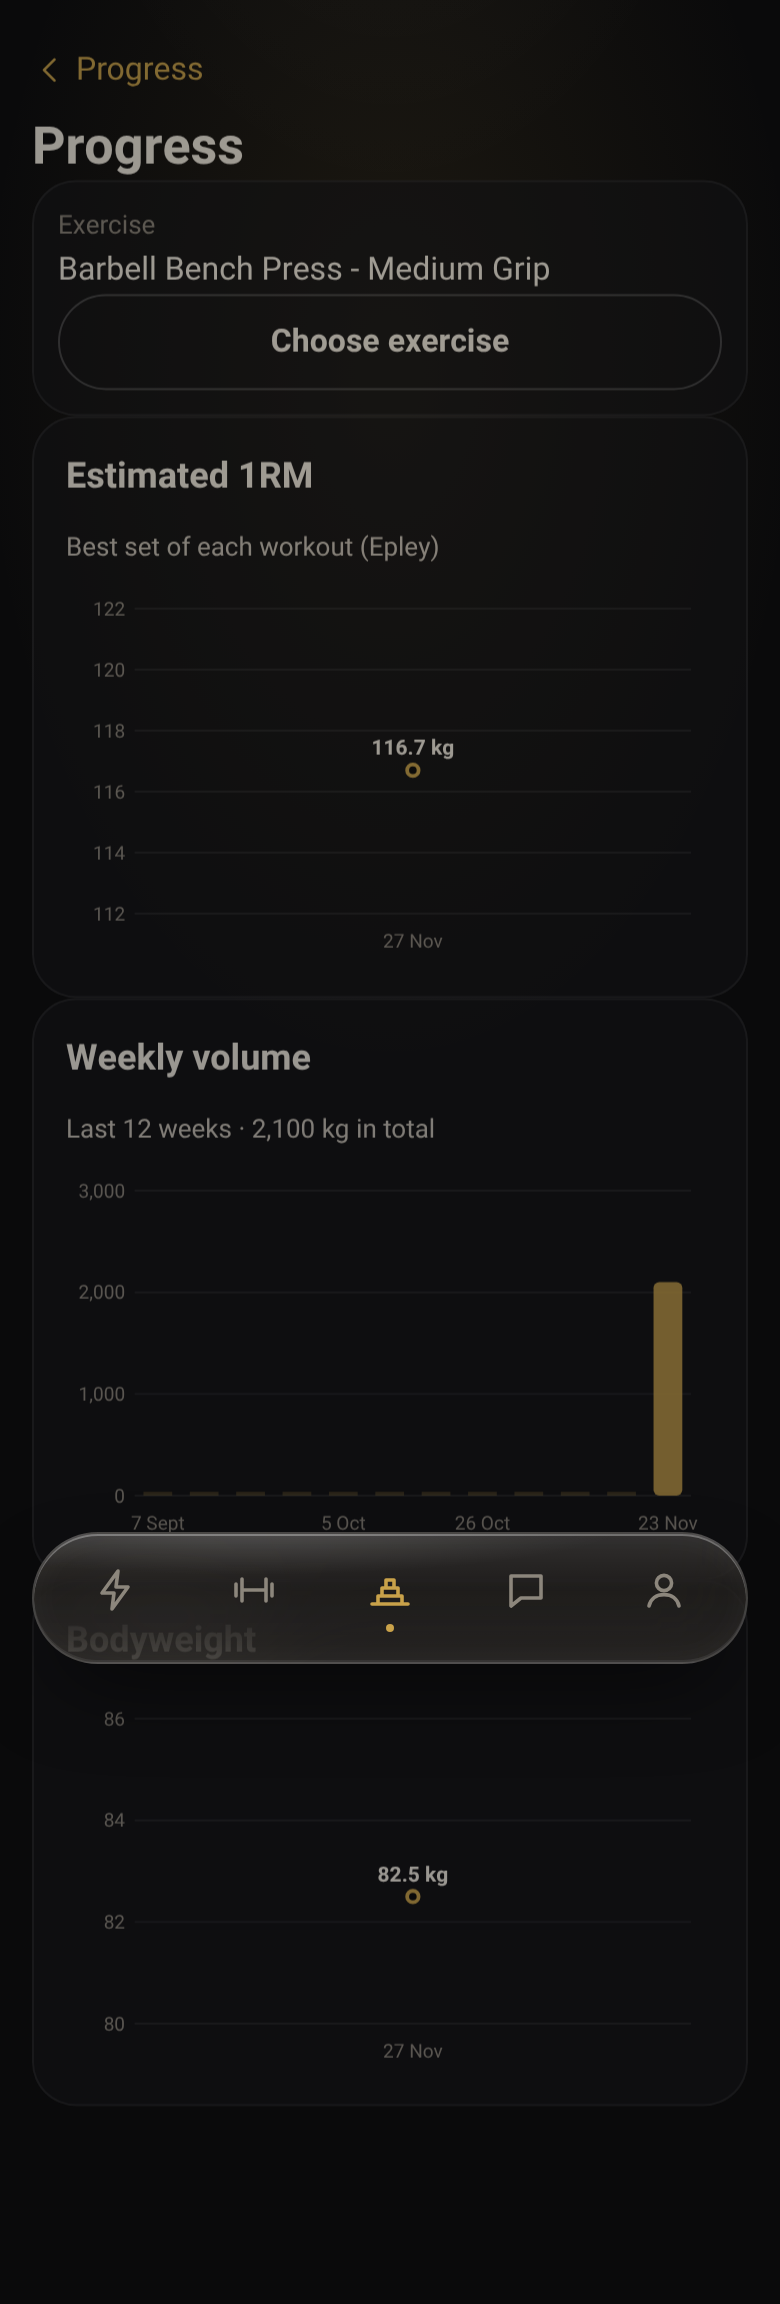 Progress
Progress
Exercise
Barbell Bench Press - Medium Grip
Choose exercise
Estimated 1RM
Best set of each workout (Epley)
122
120
118
116.7 kg
116
114
112
27 Nov
Weekly volume
Last 12 weeks · 2,100 kg in total
3,000
2,000
1,000
0
7 Sept 5 Oct 26 Oct 23 Nov
Bodyweight
86
84
82.5 kg
82
80
27 Nov